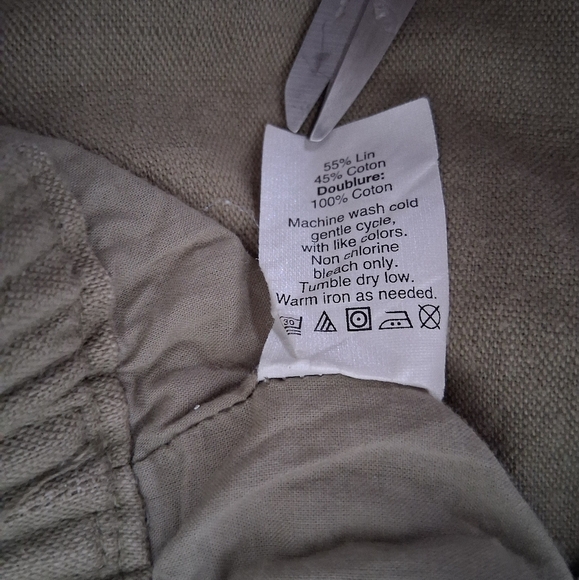 55% Lin
45% Coton
Doublure:
100% Coton
Machine wash cold
gentle cycle,
with like colors.
Non chlorine
bleach only.
Tumble dry low.
Warm iron as needed.
30